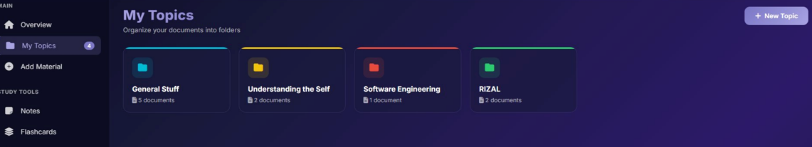 MAIN
Overview
My Topics 4
Add Material
STUDY TOOLS
Notes
Flashcards
My Topics
Organize your documents into folders
+ New Topic
General Stuff
5 documents
Understanding the Self
2 documents
Software Engineering
1 document
RIZAL
2 documents